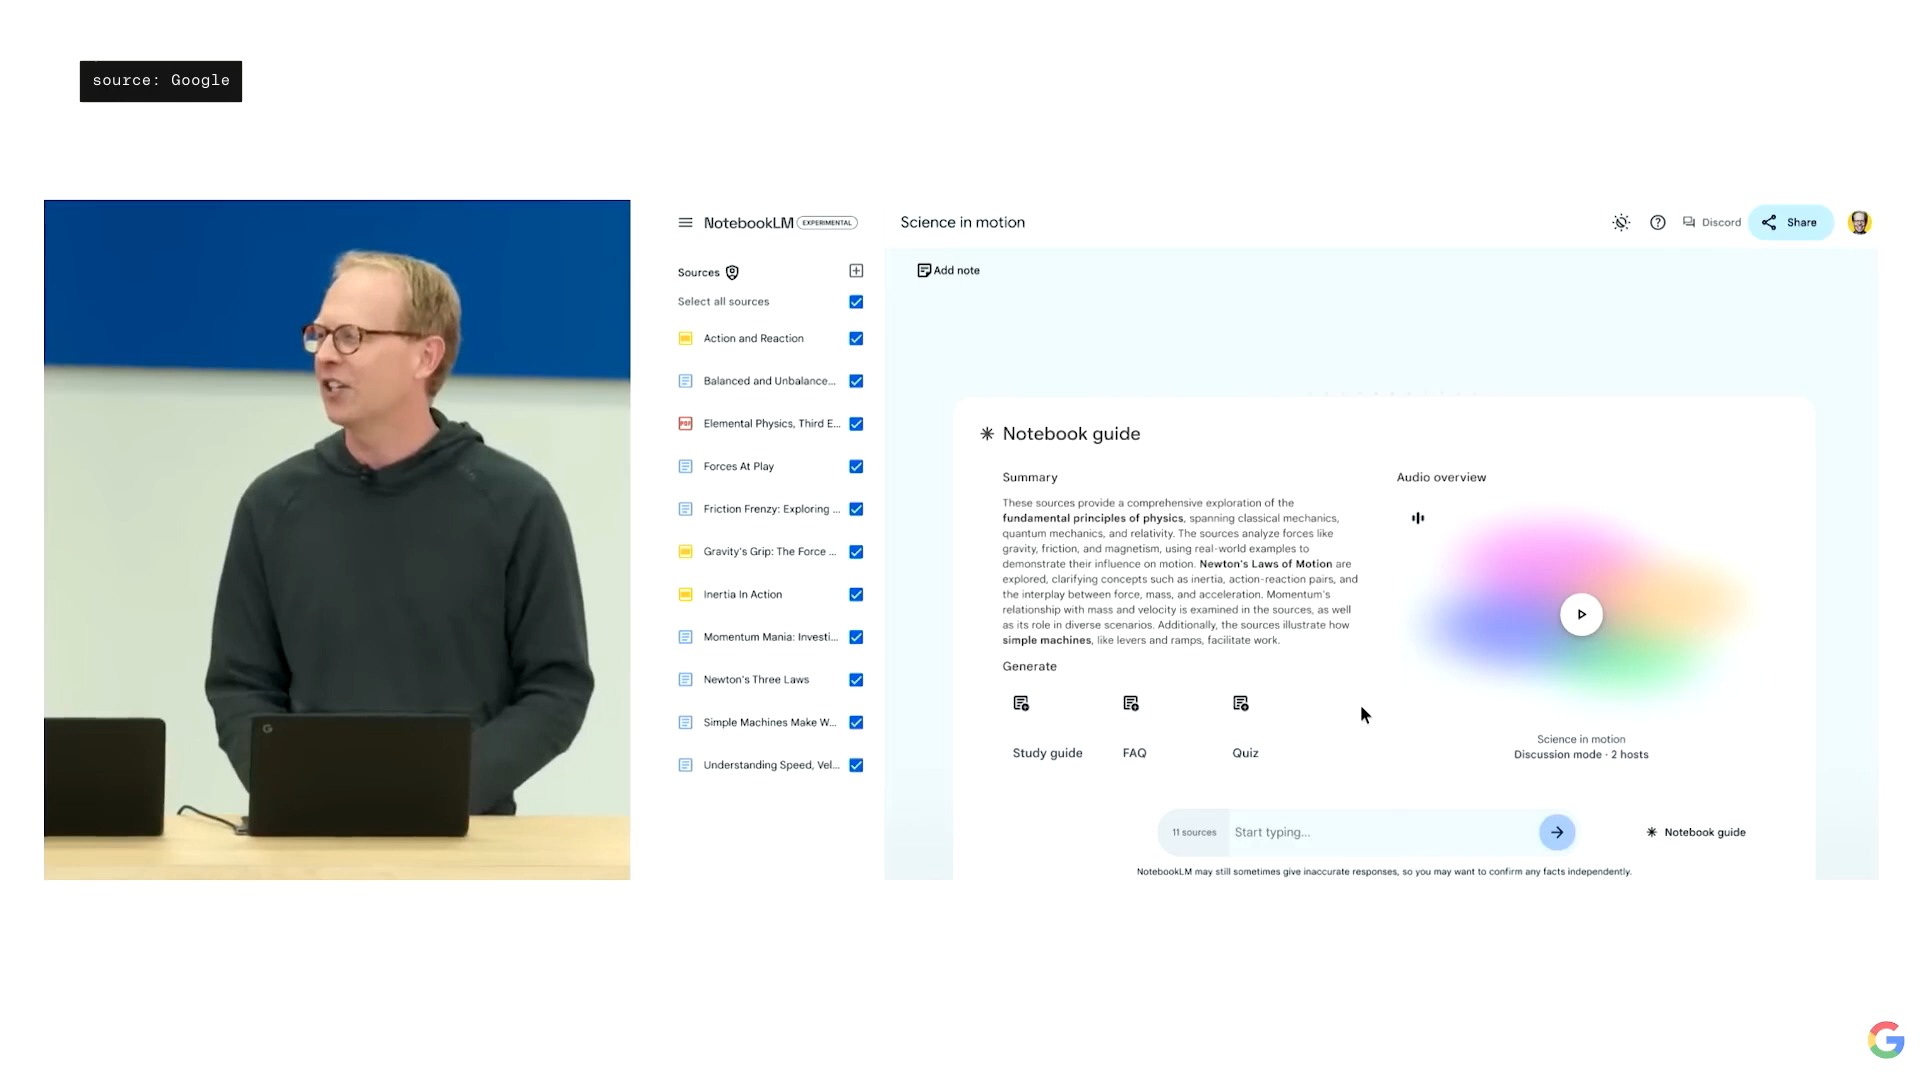 source: Google
NotebookLM EXPERIMENTAL
Science in motion
Discord
Share
Sources
Select all sources
Action and Reaction
Balanced and Unbalance...
PDF
Elemental Physics, Third E...
Forces At Play
Friction Frenzy: Exploring ...
Gravity's Grip: The Force ...
Inertia In Action
Momentum Mania: Investi...
Newton's Three Laws
Simple Machines Make W...
Understanding Speed, Vel...
Add note
Notebook guide
Summary
These sources provide a comprehensive exploration of the
fundamental principles of physics, spanning classical mechanics,
quantum mechanics, and relativity. The sources analyze forces like
gravity, friction, and magnetism, using real-world examples to
demonstrate their influence on motion. Newton's Laws of Motion are
explored, clarifying concepts such as inertia, action-reaction pairs, and
the interplay between force, mass, and acceleration. Momentum's
relationship with mass and velocity is examined in the sources, as well
as its role in diverse scenarios. Additionally, the sources illustrate how
simple machines, like levers and ramps, facilitate work.
Generate
Study guide
FAQ
Quiz
Audio overview
Science in motion
Discussion mode · 2 hosts
11 sources
Start typing...
Notebook guide
NotebookLM may still sometimes give inaccurate responses, so you may want to confirm any facts independently.
G
G